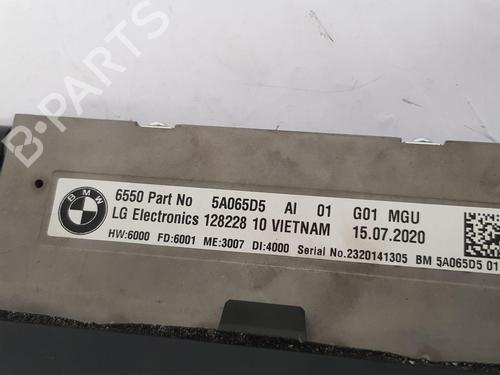 B-PARTS
BMW
6550 Part No 5A065D5 AI 01 G01 MGU
LG Electronics 128228 10 VIETNAM 15.07.2020
HW:6000 FD:6001 ME:3007 DI:4000 Serial No.2320141305 BM 5A065D5 01